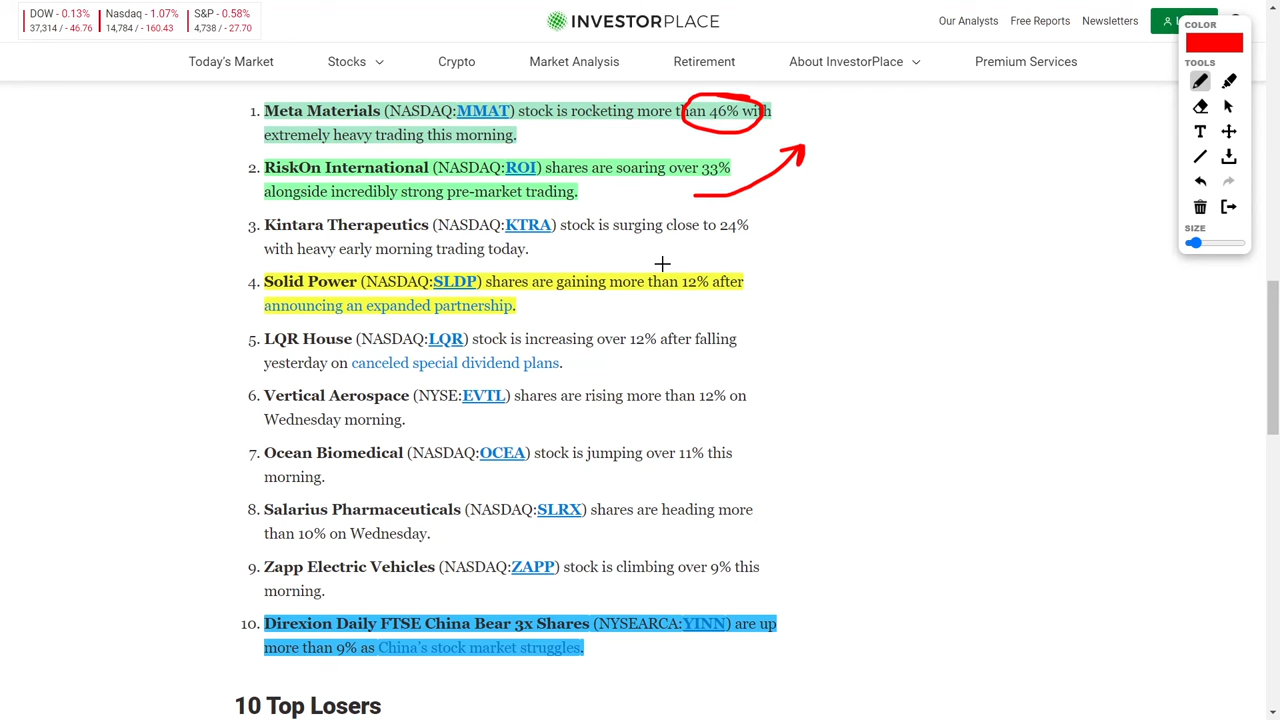 DOW - 0.13% Nasdaq - 1.07% S&P - 0.58%
37,314 / - 46.76 14,784 / - 160.43 4,738 / - 27.70
INVESTORPLACE
Our Analysts Free Reports Newsletters
Today's Market Stocks Crypto Market Analysis Retirement About InvestorPlace Premium Services
COLOR
TOOLS
T
SIZE
1. Meta Materials (NASDAQ:MMAT) stock is rocketing more than 46% with
extremely heavy trading this morning.
2. RiskOn International (NASDAQ:ROI) shares are soaring over 33%
alongside incredibly strong pre-market trading.
3. Kintara Therapeutics (NASDAQ:KTRA) stock is surging close to 24%
with heavy early morning trading today.
4. Solid Power (NASDAQ:SLDP) shares are gaining more than 12% after
announcing an expanded partnership.
5. LQR House (NASDAQ:LQR) stock is increasing over 12% after falling
yesterday on canceled special dividend plans.
6. Vertical Aerospace (NYSE:EVTL) shares are rising more than 12% on
Wednesday morning.
7. Ocean Biomedical (NASDAQ:OCEA) stock is jumping over 11% this
morning.
8. Salarius Pharmaceuticals (NASDAQ:SLRX) shares are heading more
than 10% on Wednesday.
9. Zapp Electric Vehicles (NASDAQ:ZAPP) stock is climbing over 9% this
morning.
10. Direxion Daily FTSE China Bear 3x Shares (NYSEARCA:YINN) are up
more than 9% as China's stock market struggles.
10 Top Losers